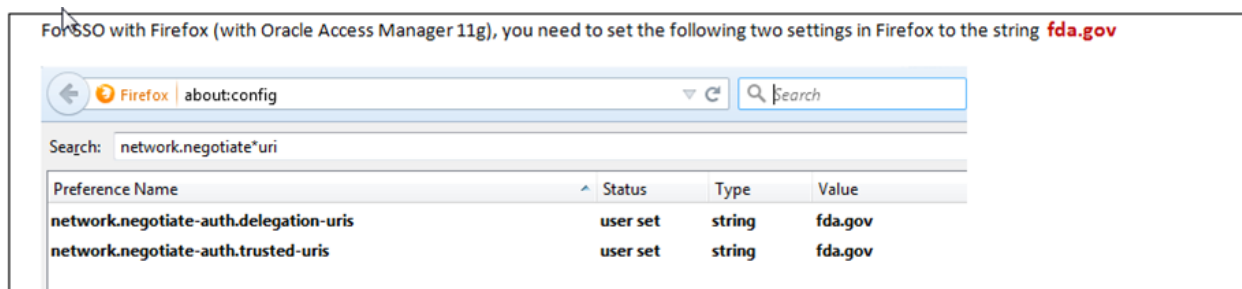 For SSO with Firefox (with Oracle Access Manager 11g), you need to set the following two settings in Firefox to the string fda.gov
Firefox about:config Search
Search: network.negotiate*uri
Preference Name Status Type Value
network.negotiate-auth.delegation-uris user set string fda.gov
network.negotiate-auth.trusted-uris user set string fda.gov